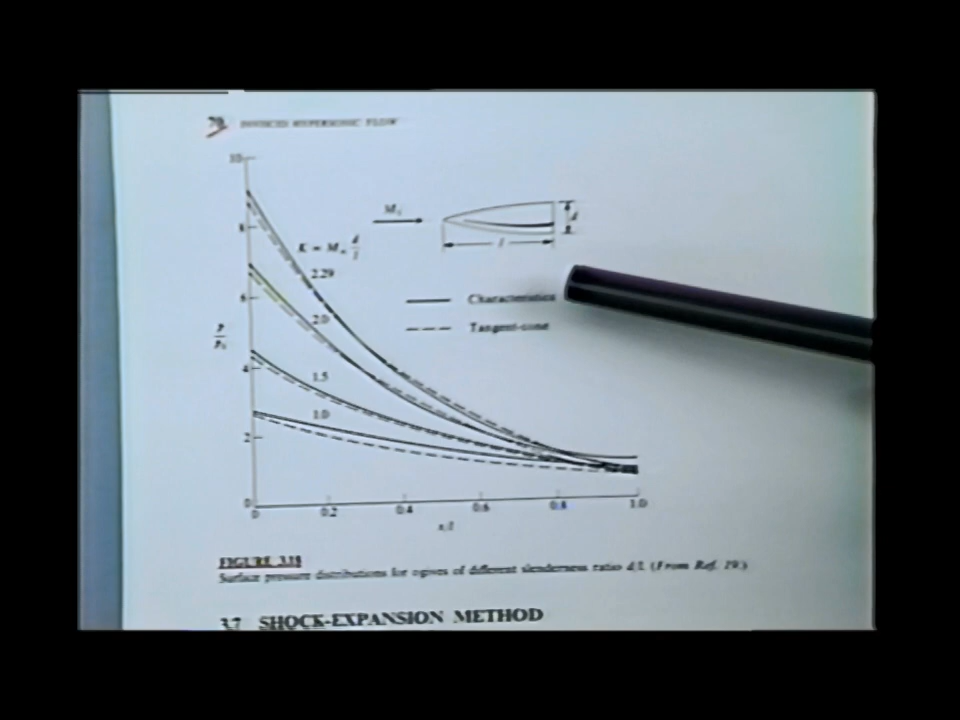 70 INVISCID HYPERSONIC FLOW
10
8
6
4
2
0
M₁
d
l
K = M∞ d/l
2.29
2.0
1.5
1.0
Characteristics
Tangent-cone
0 0.2 0.4 0.6 0.8 1.0
x/l
FIGURE 3.18
Surface pressure distributions for ogives of different slenderness ratio d/l. (From Ref. 19.)
3.7 SHOCK-EXPANSION METHOD